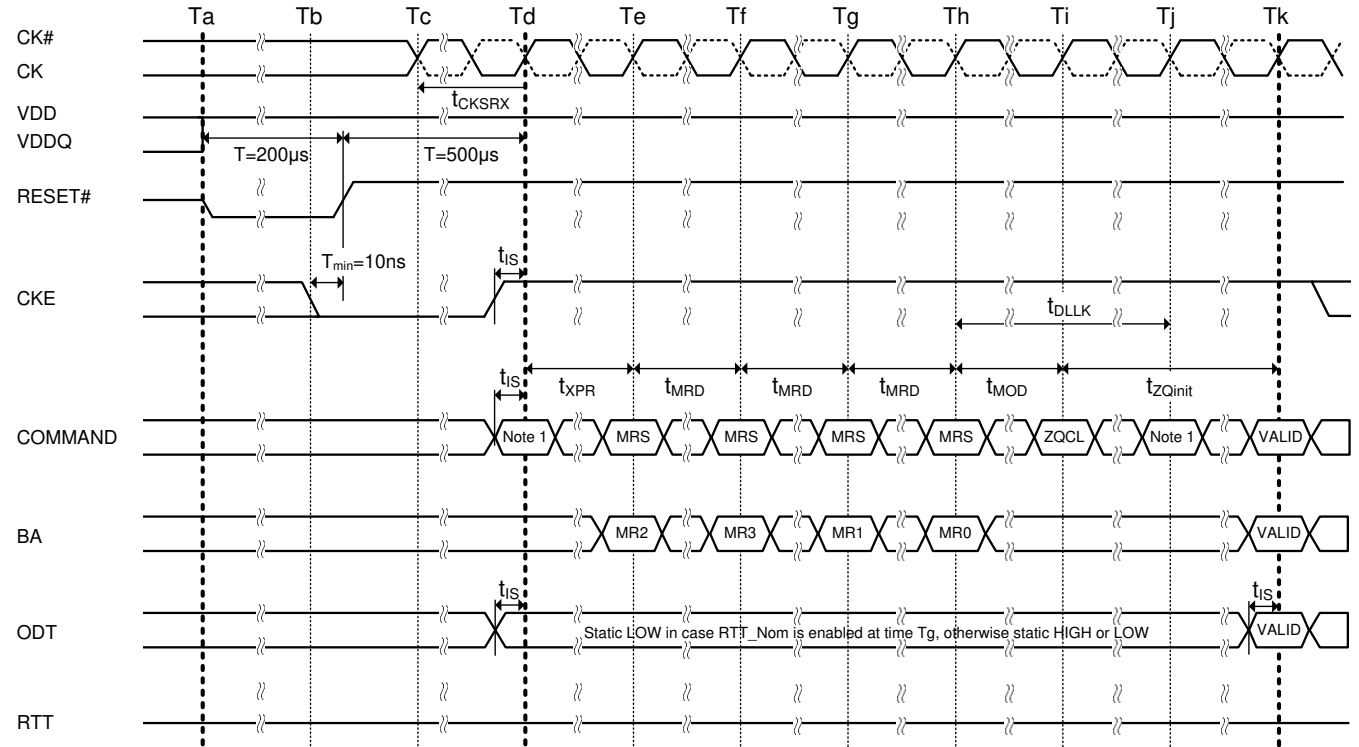 Ta Tb Tc Td Te Tf Tg Th Ti Tj Tk
CK#
CK
tCKSRX
VDD
VDDQ
T=200µs T=500µs
RESET#
Tmin=10ns tIS
CKE
tDLLK
tIS tXPR tMRD tMRD tMRD tMOD tZQinit
COMMAND Note 1 MRS MRS MRS MRS ZQCL Note 1 VALID
BA MR2 MR3 MR1 MR0 VALID
tIS tIS
ODT Static LOW in case RTT_Nom is enabled at time Tg, otherwise static HIGH or LOW VALID
RTT